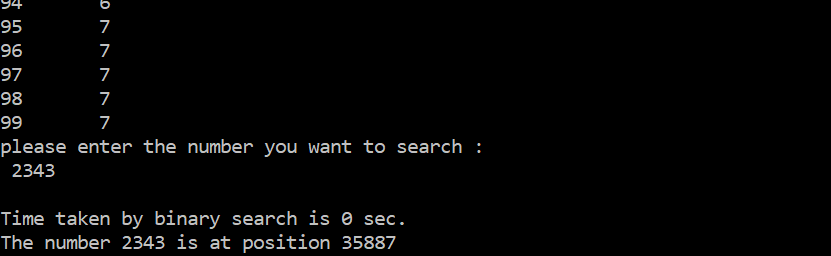 94 6
95 7
96 7
97 7
98 7
99 7
please enter the number you want to search :
2343
Time taken by binary search is 0 sec.
The number 2343 is at position 35887